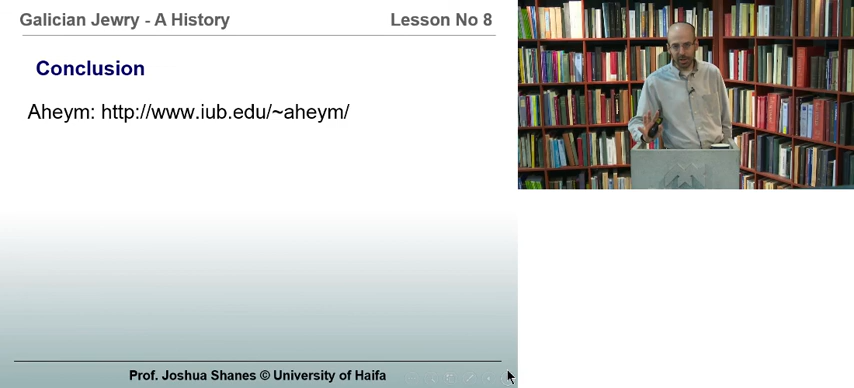 Galician Jewry - A History
Lesson No 8
Conclusion
Aheym: http://www.iub.edu/~aheym/
Prof. Joshua Shanes © University of Haifa